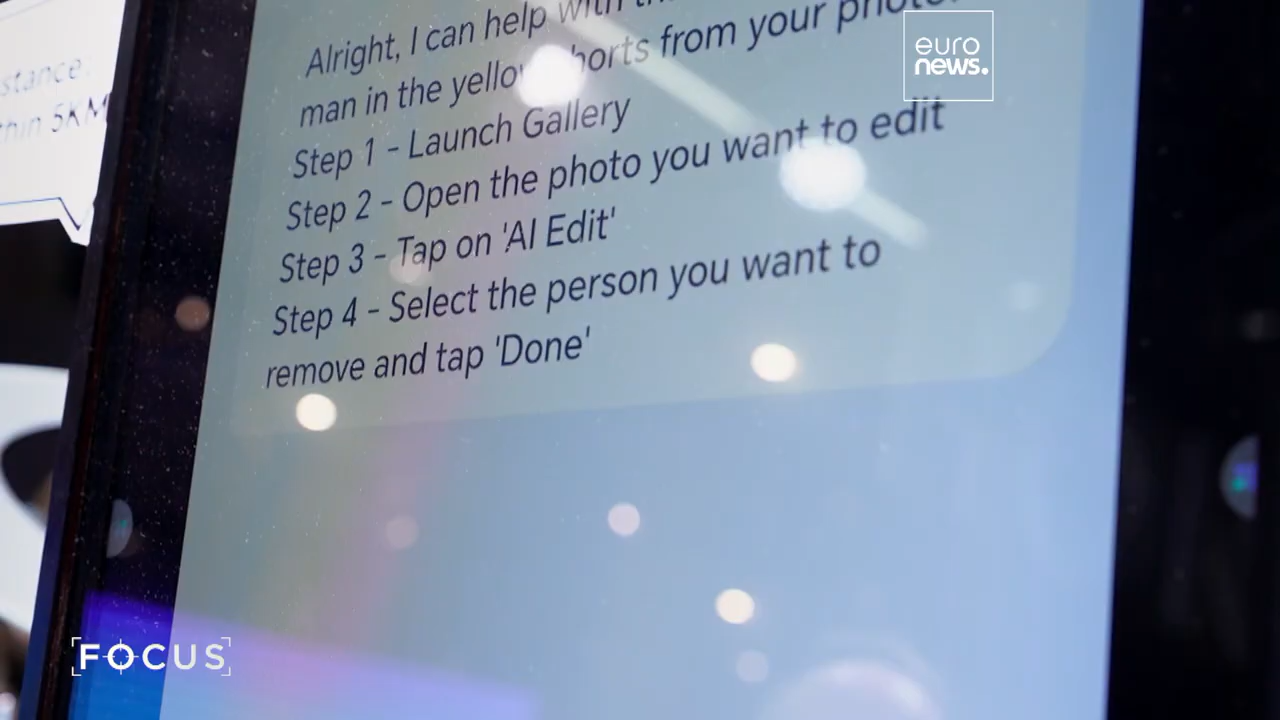 Alright, I can help with
man in the yellow shorts from your photo
Step 1 - Launch Gallery
Step 2 - Open the photo you want to edit
Step 3 - Tap on 'AI Edit'
Step 4 - Select the person you want to
remove and tap 'Done'
euro
news.
5KM
FOCUS